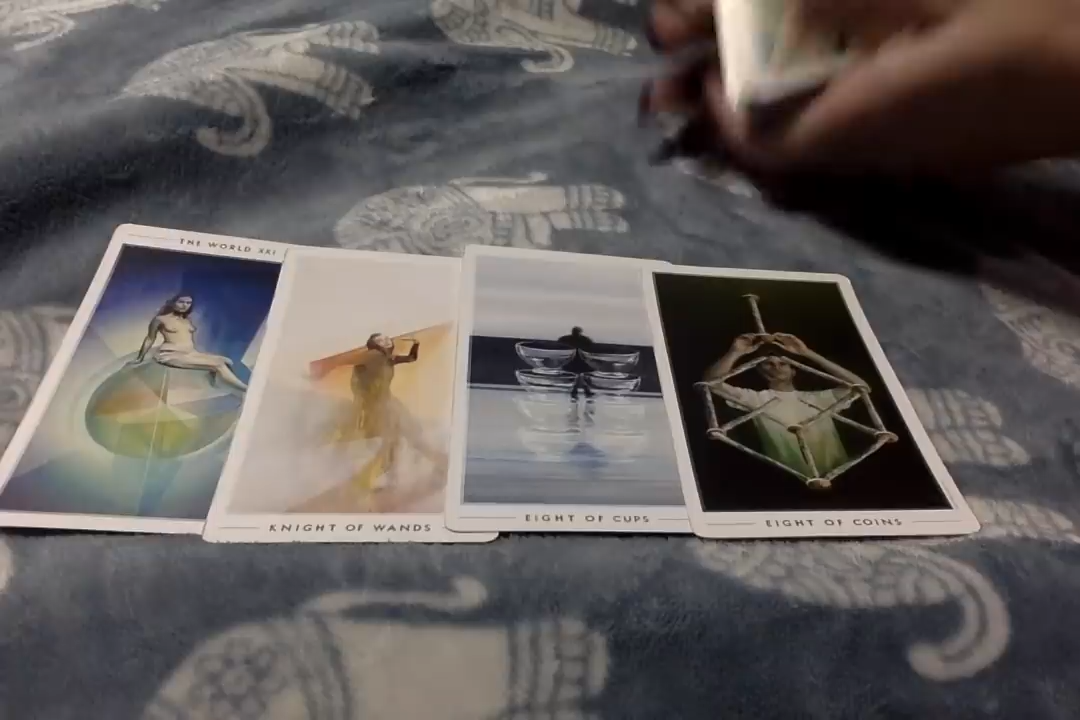 THE WORLD XXI
KNIGHT OF WANDS
EIGHT OF CUPS
EIGHT OF COINS